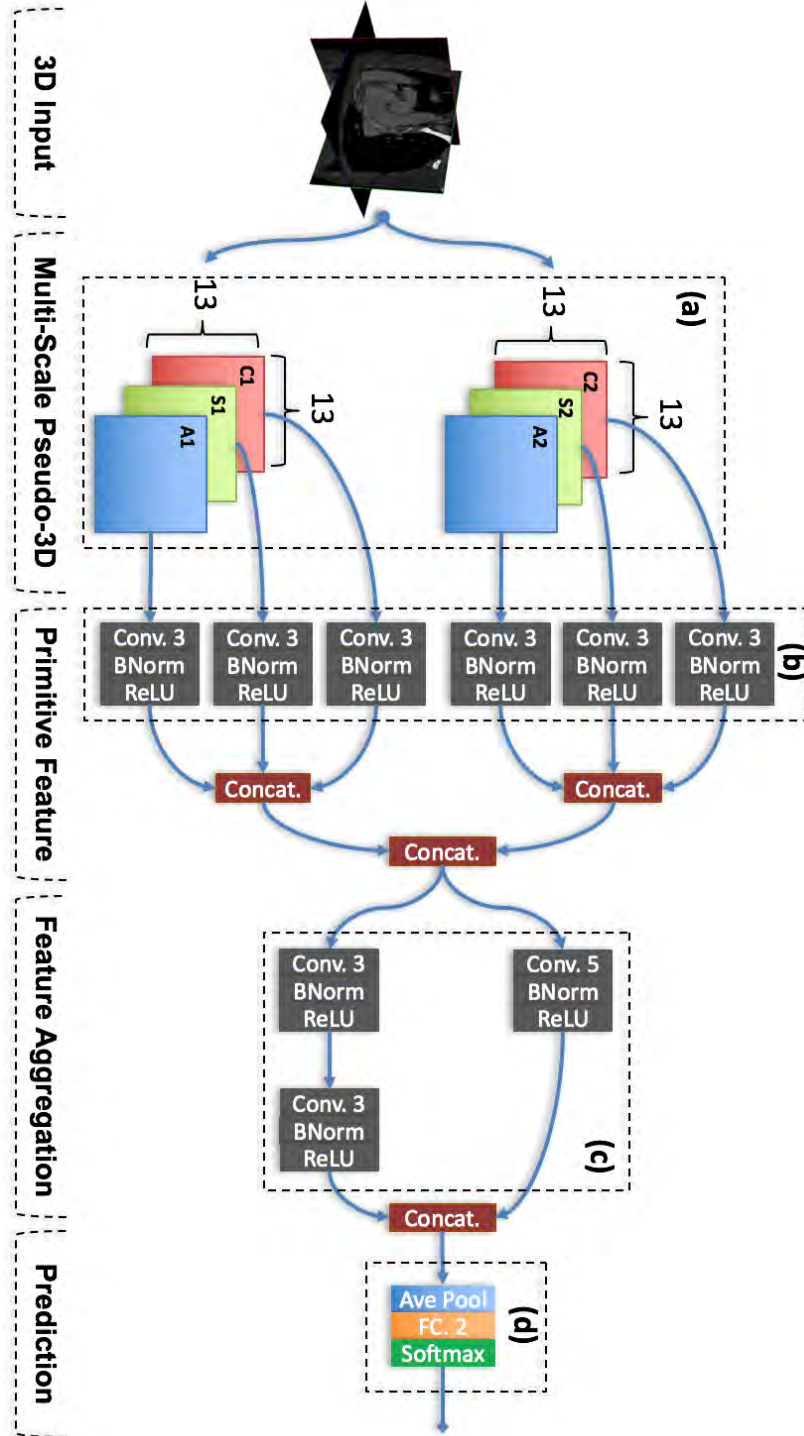 3D Input
Multi-Scale Pseudo-3D
Primitive Feature
Feature Aggregation
Prediction
(a)
13
13
C1
S1
A1
13
13
C2
S2
A2
(b)
Conv. 3
BNorm
ReLU
Conv. 3
BNorm
ReLU
Conv. 3
BNorm
ReLU
Conv. 3
BNorm
ReLU
Conv. 3
BNorm
ReLU
Conv. 3
BNorm
ReLU
Concat.
Concat.
Concat.
(c)
Conv. 3
BNorm
ReLU
Conv. 5
BNorm
ReLU
Conv. 3
BNorm
ReLU
Concat.
(d)
Ave Pool
FC. 2
Softmax